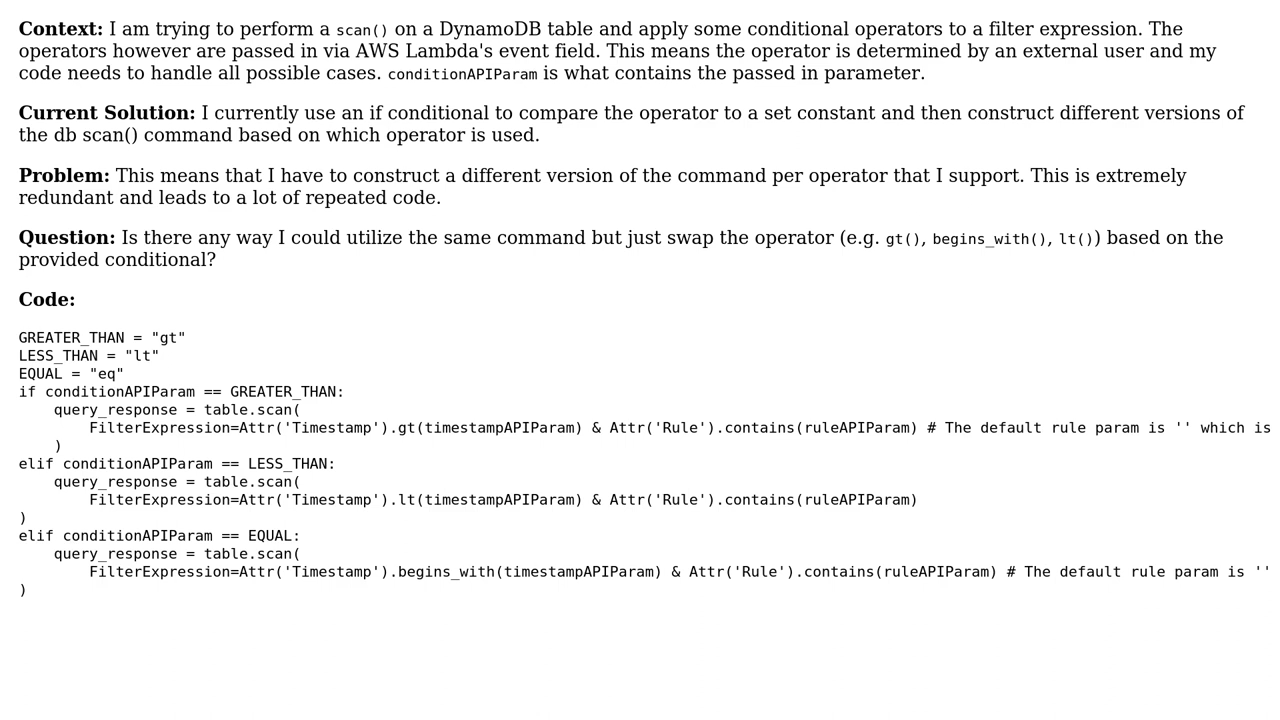 Context: I am trying to perform a scan() on a DynamoDB table and apply some conditional operators to a filter expression. The
operators however are passed in via AWS Lambda's event field. This means the operator is determined by an external user and my
code needs to handle all possible cases. conditionAPIParam is what contains the passed in parameter.
Current Solution: I currently use an if conditional to compare the operator to a set constant and then construct different versions of
the db scan() command based on which operator is used.
Problem: This means that I have to construct a different version of the command per operator that I support. This is extremely
redundant and leads to a lot of repeated code.
Question: Is there any way I could utilize the same command but just swap the operator (e.g. gt(), begins_with(), lt()) based on the
provided conditional?
Code:
GREATER_THAN = "gt"
LESS_THAN = "lt"
EQUAL = "eq"
if conditionAPIParam == GREATER_THAN:
    query_response = table.scan(
        FilterExpression=Attr('Timestamp').gt(timestampAPIParam) & Attr('Rule').contains(ruleAPIParam) # The default rule param is '' which is
    )
elif conditionAPIParam == LESS_THAN:
    query_response = table.scan(
        FilterExpression=Attr('Timestamp').lt(timestampAPIParam) & Attr('Rule').contains(ruleAPIParam)
)
elif conditionAPIParam == EQUAL:
    query_response = table.scan(
        FilterExpression=Attr('Timestamp').begins_with(timestampAPIParam) & Attr('Rule').contains(ruleAPIParam) # The default rule param is ''
)